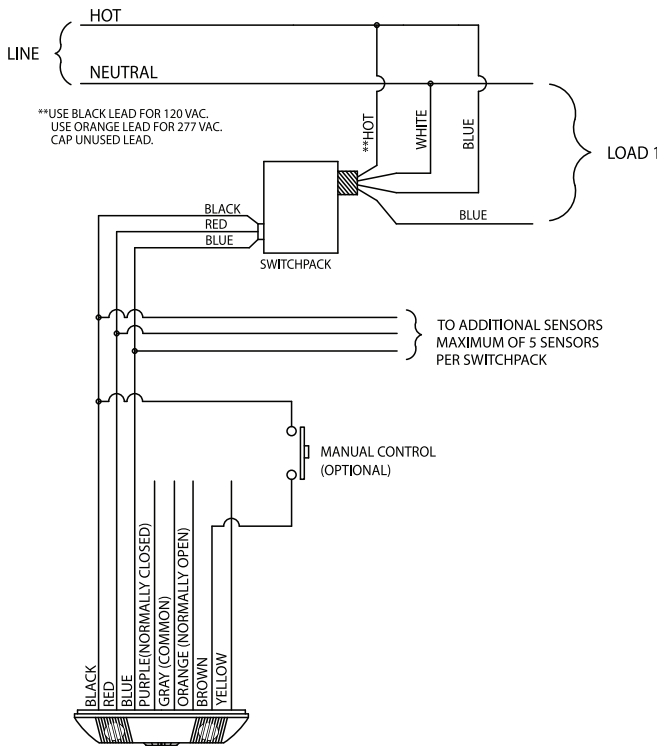 HOT
LINE
NEUTRAL
**USE BLACK LEAD FOR 120 VAC.
USE ORANGE LEAD FOR 277 VAC.
CAP UNUSED LEAD.
**HOT
WHITE
BLUE
LOAD 1
BLACK
RED
BLUE
BLUE
SWITCHPACK
TO ADDITIONAL SENSORS
MAXIMUM OF 5 SENSORS
PER SWITCHPACK
MANUAL CONTROL
(OPTIONAL)
BLACK
RED
BLUE
PURPLE(NORMALLY CLOSED)
GRAY (COMMON)
ORANGE (NORMALLY OPEN)
BROWN
YELLOW